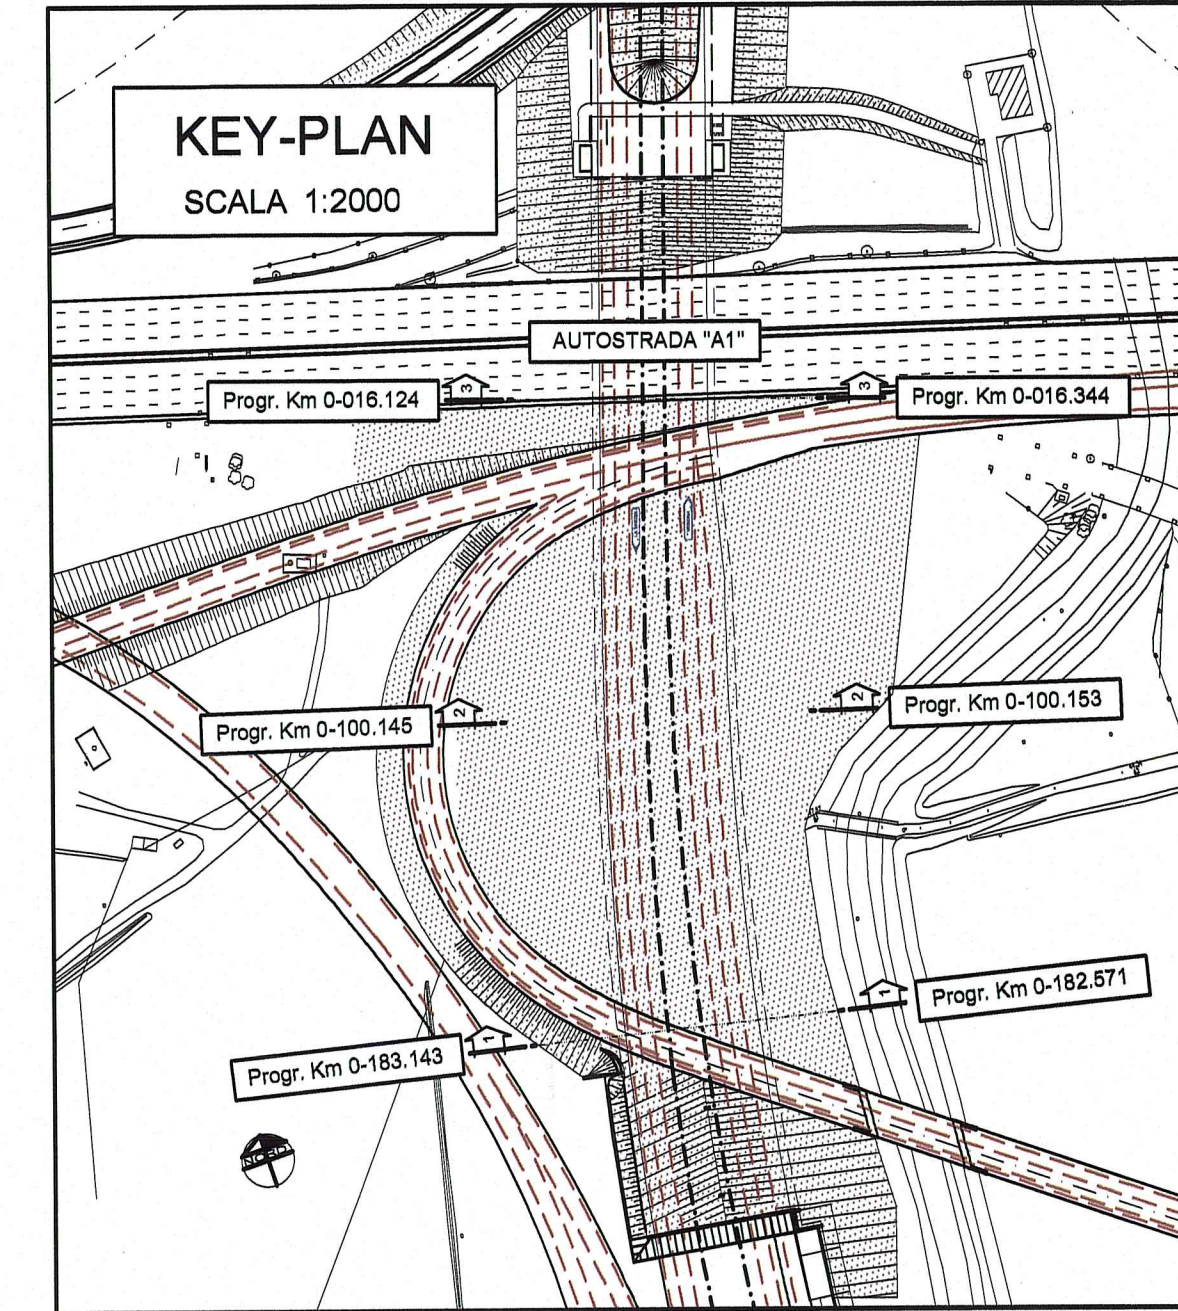 KEY-PLAN
SCALA 1:2000
AUTOSTRADA "A1"
3
Progr. Km 0-016.124
3
Progr. Km 0-016.344
2
Progr. Km 0-100.145
2
Progr. Km 0-100.153
1
Progr. Km 0-182.571
1
Progr. Km 0-183.143
NORD